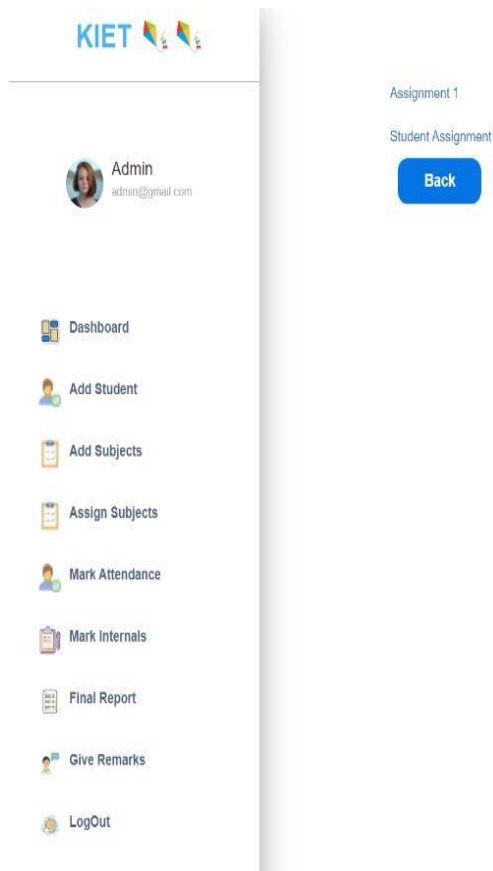 KIET
Admin
admin@gmail.com
Dashboard
Add Student
Add Subjects
Assign Subjects
Mark Attendance
Mark Internals
Final Report
Give Remarks
LogOut
Assignment 1
Student Assignment
Back